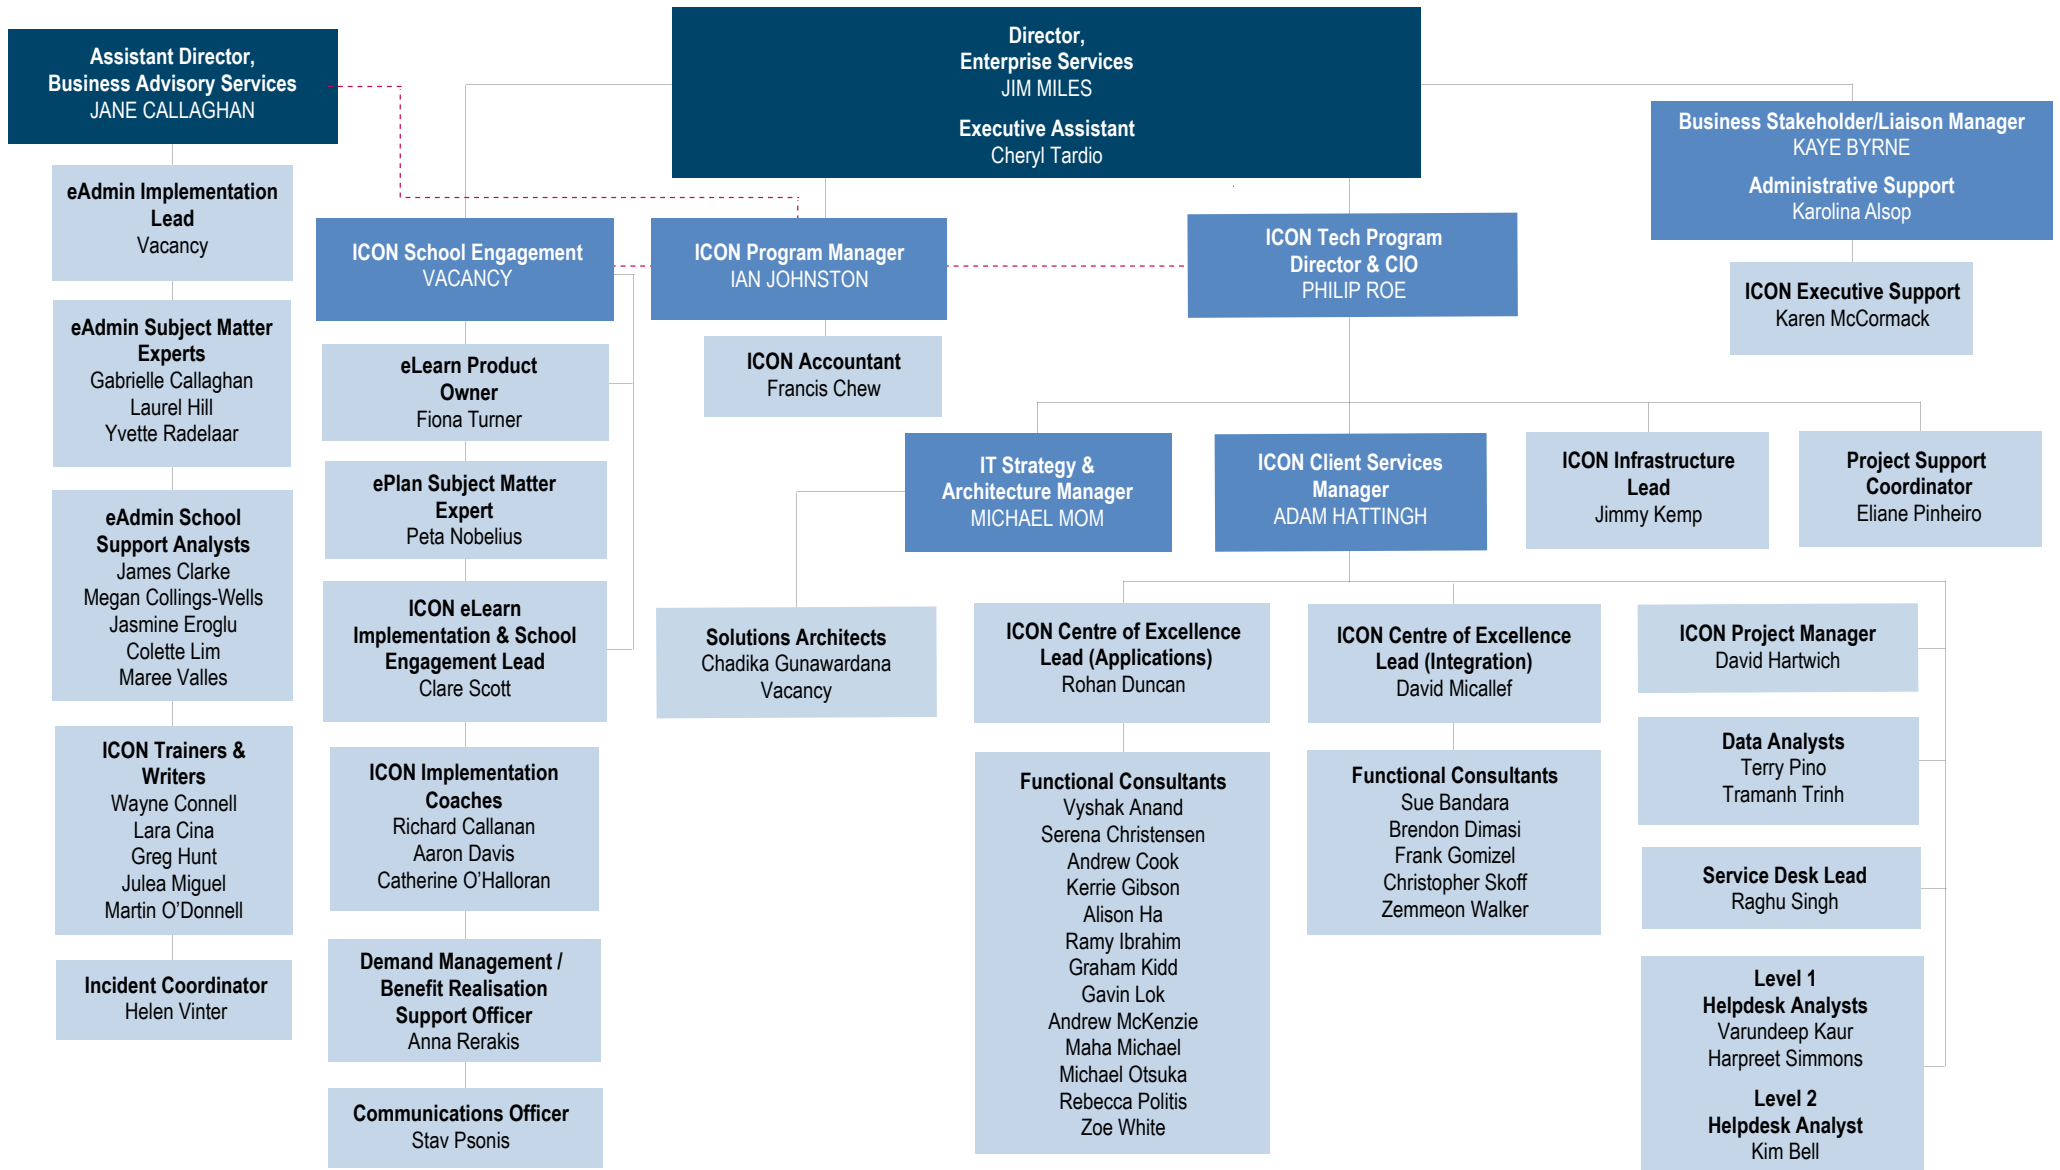 Assistant Director,
Business Advisory Services
JANE CALLAGHAN
Director,
Enterprise Services
JIM MILES
Executive Assistant
Cheryl Tardio
Business Stakeholder/Liaison Manager
KAYE BYRNE
Administrative Support
Karolina Alsop
ICON Executive Support
Karen McCormack
eAdmin Implementation
Lead
Vacancy
eAdmin Subject Matter
Experts
Gabrielle Callaghan
Laurel Hill
Yvette Radelaar
eAdmin School
Support Analysts
James Clarke
Megan Collings-Wells
Jasmine Eroglu
Colette Lim
Maree Valles
ICON Trainers &
Writers
Wayne Connell
Lara Cina
Greg Hunt
Julea Miguel
Martin O’Donnell
Incident Coordinator
Helen Vinter
ICON School Engagement
VACANCY
eLearn Product
Owner
Fiona Turner
ePlan Subject Matter
Expert
Peta Nobelius
ICON eLearn
Implementation & School
Engagement Lead
Clare Scott
ICON Implementation
Coaches
Richard Callanan
Aaron Davis
Catherine O’Halloran
Demand Management /
Benefit Realisation
Support Officer
Anna Rerakis
Communications Officer
Stav Psonis
ICON Program Manager
IAN JOHNSTON
ICON Accountant
Francis Chew
ICON Tech Program
Director & CIO
PHILIP ROE
IT Strategy &
Architecture Manager
MICHAEL MOM
Solutions Architects
Chadika Gunawardana
Vacancy
ICON Client Services
Manager
ADAM HATTINGH
ICON Infrastructure
Lead
Jimmy Kemp
Project Support
Coordinator
Eliane Pinheiro
ICON Centre of Excellence
Lead (Applications)
Rohan Duncan
Functional Consultants
Vyshak Anand
Serena Christensen
Andrew Cook
Kerrie Gibson
Alison Ha
Ramy Ibrahim
Graham Kidd
Gavin Lok
Andrew McKenzie
Maha Michael
Michael Otsuka
Rebecca Politis
Zoe White
ICON Centre of Excellence
Lead (Integration)
David Micallef
Functional Consultants
Sue Bandara
Brendon Dimasi
Frank Gomizel
Christopher Skoff
Zemmeon Walker
ICON Project Manager
David Hartwich
Data Analysts
Terry Pino
Tramanh Trinh
Service Desk Lead
Raghu Singh
Level 1
Helpdesk Analysts
Varundeep Kaur
Harpreet Simmons
Level 2
Helpdesk Analyst
Kim Bell